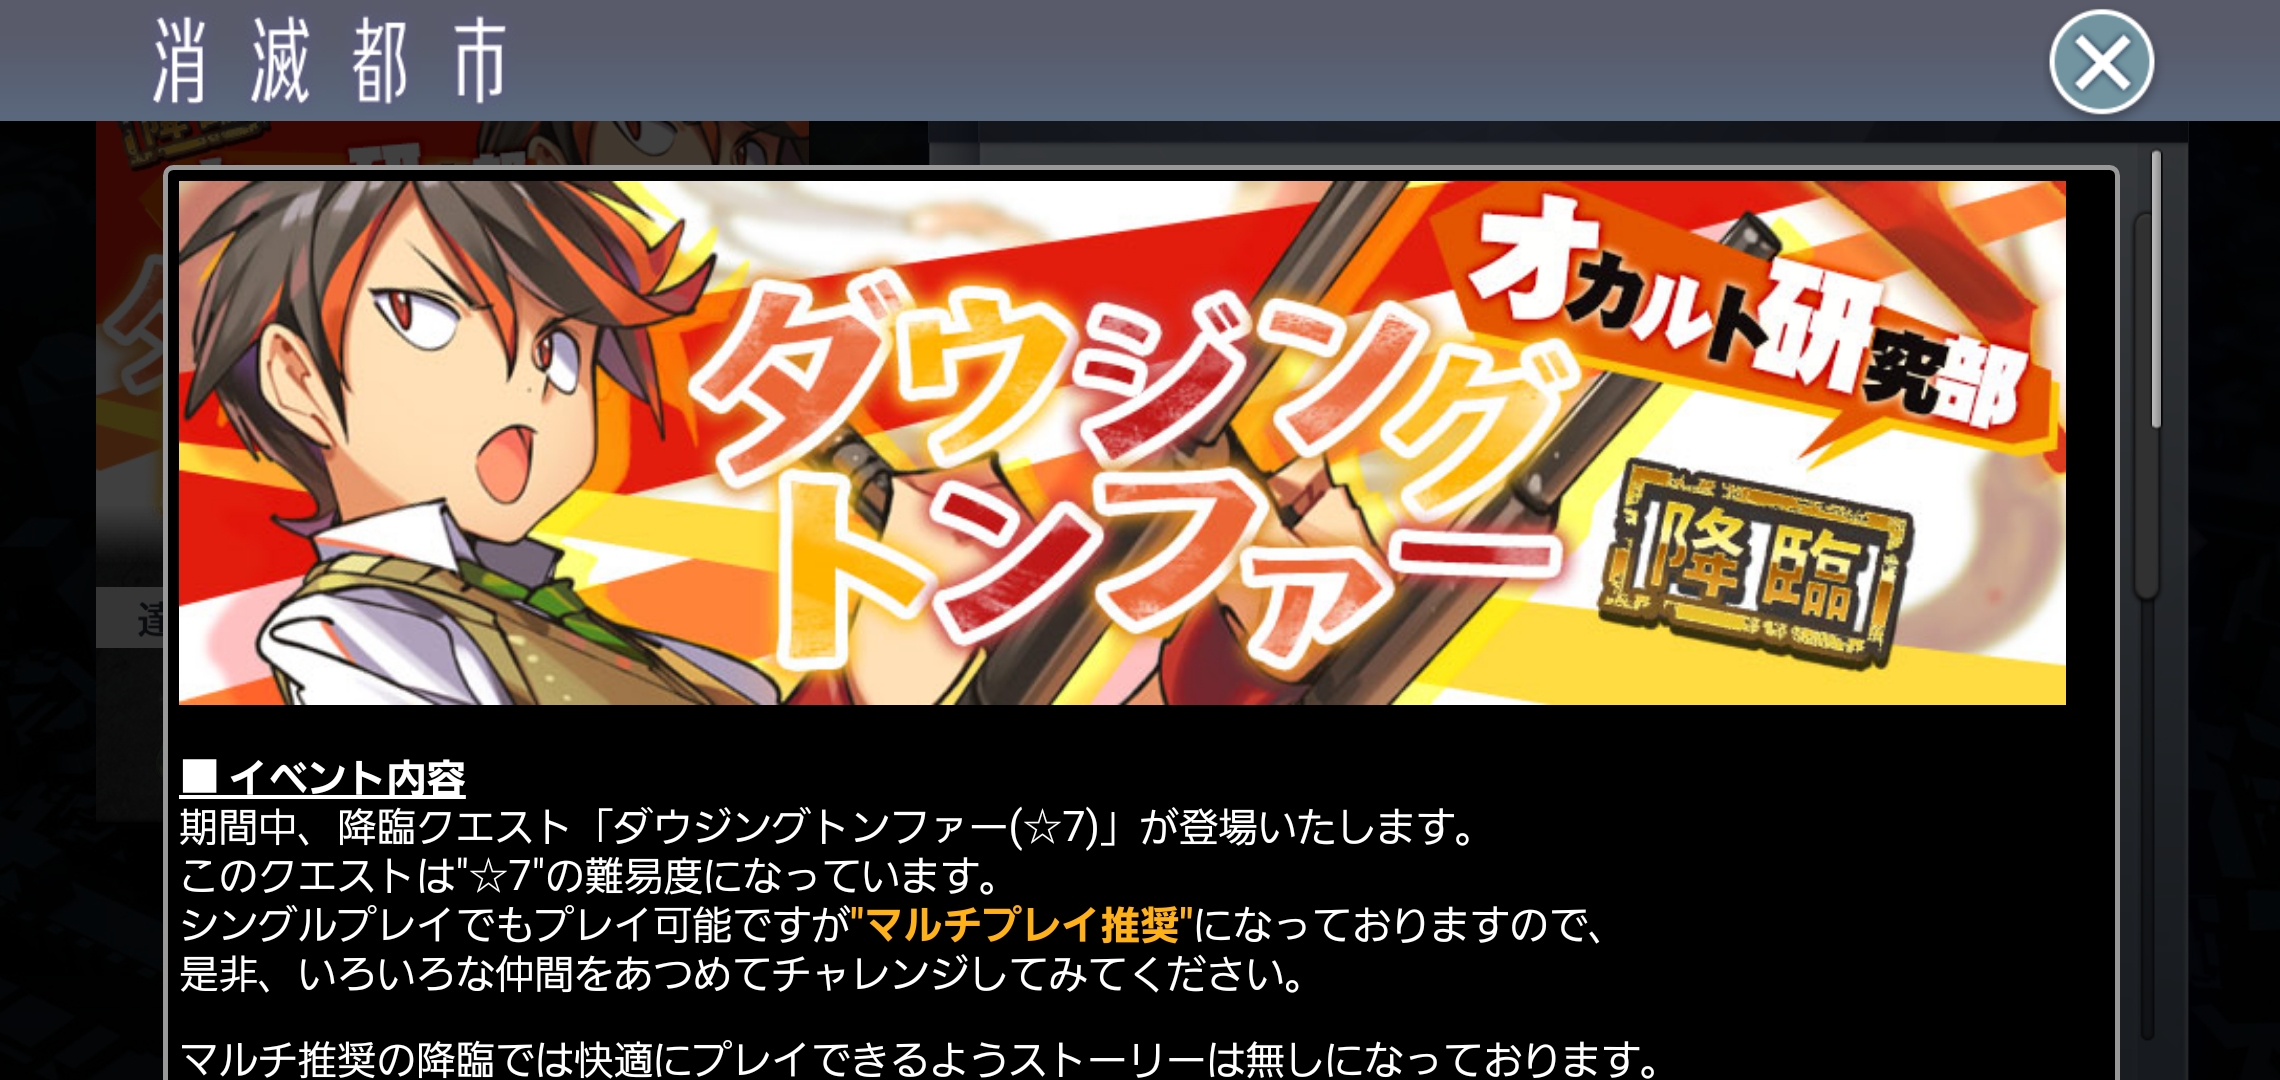 消滅都市
オカルト研究部
ダウジング
トンファー
降臨
■ イベント内容
期間中、降臨クエスト「ダウジングトンファー(☆7)」が登場いたします。
このクエストは"☆7"の難易度になっています。
シングルプレイでもプレイ可能ですが"マルチプレイ推奨"になっておりますので、
是非、いろいろな仲間をあつめてチャレンジしてみてください。
マルチ推奨の降臨では快適にプレイできるようストーリーは無しになっております。